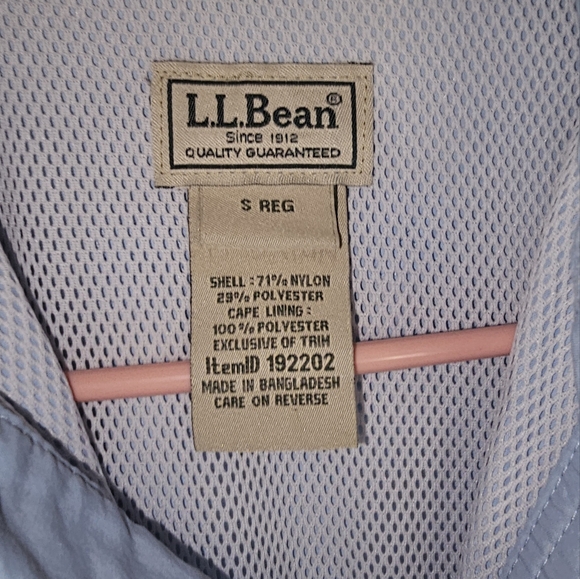 L.L.Bean®
Since 1912
QUALITY GUARANTEED
S REG
SHELL : 71% NYLON
29% POLYESTER
CAPE LINING :
100 % POLYESTER
EXCLUSIVE OF TRIM
ItemID 192202
MADE IN BANGLADESH
CARE ON REVERSE